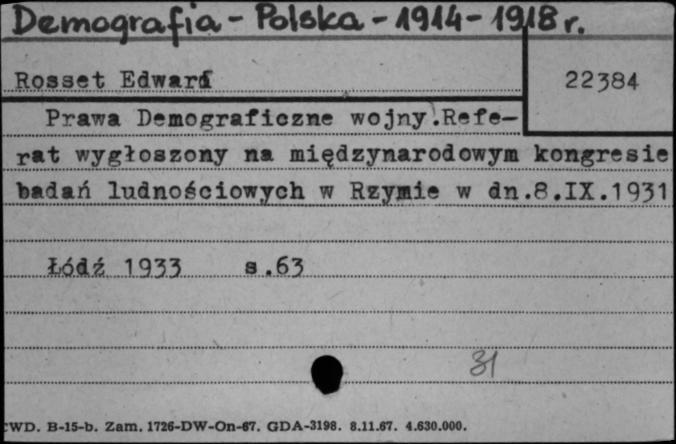 Demografia - Polska - 1914-1918 r.
Rosset Edward
22384
Prawa Demograficzne wojny.Refe-
rat wygłoszony na międzynarodowym kongresie
badań ludnościowych w Rzymie w dn.8.IX.1931
Łódź 1933 s.63
31
CWD. B-15-b. Zam. 1726-DW-On-67. GDA-3198. 8.11.67. 4.630.000.